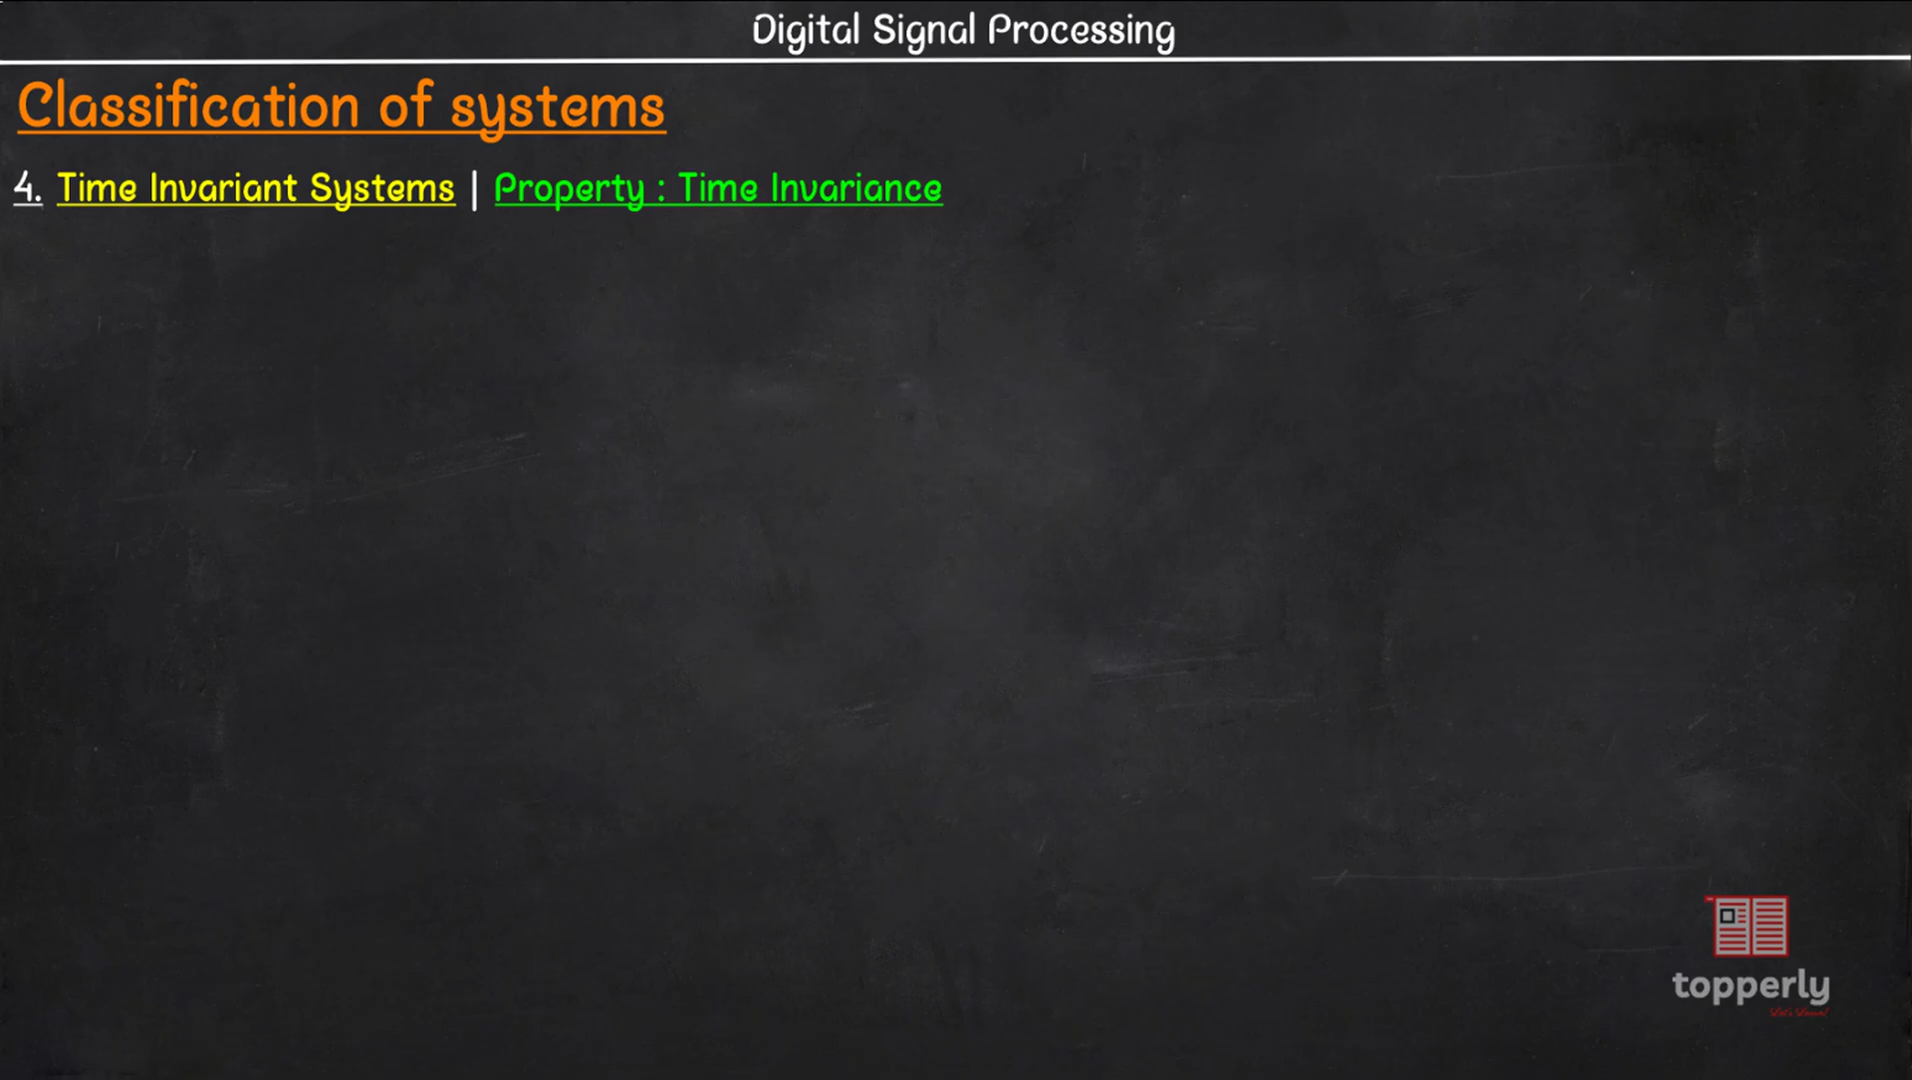 Digital Signal Processing
Classification of systems
4. Time Invariant Systems | Property : Time Invariance
topperly